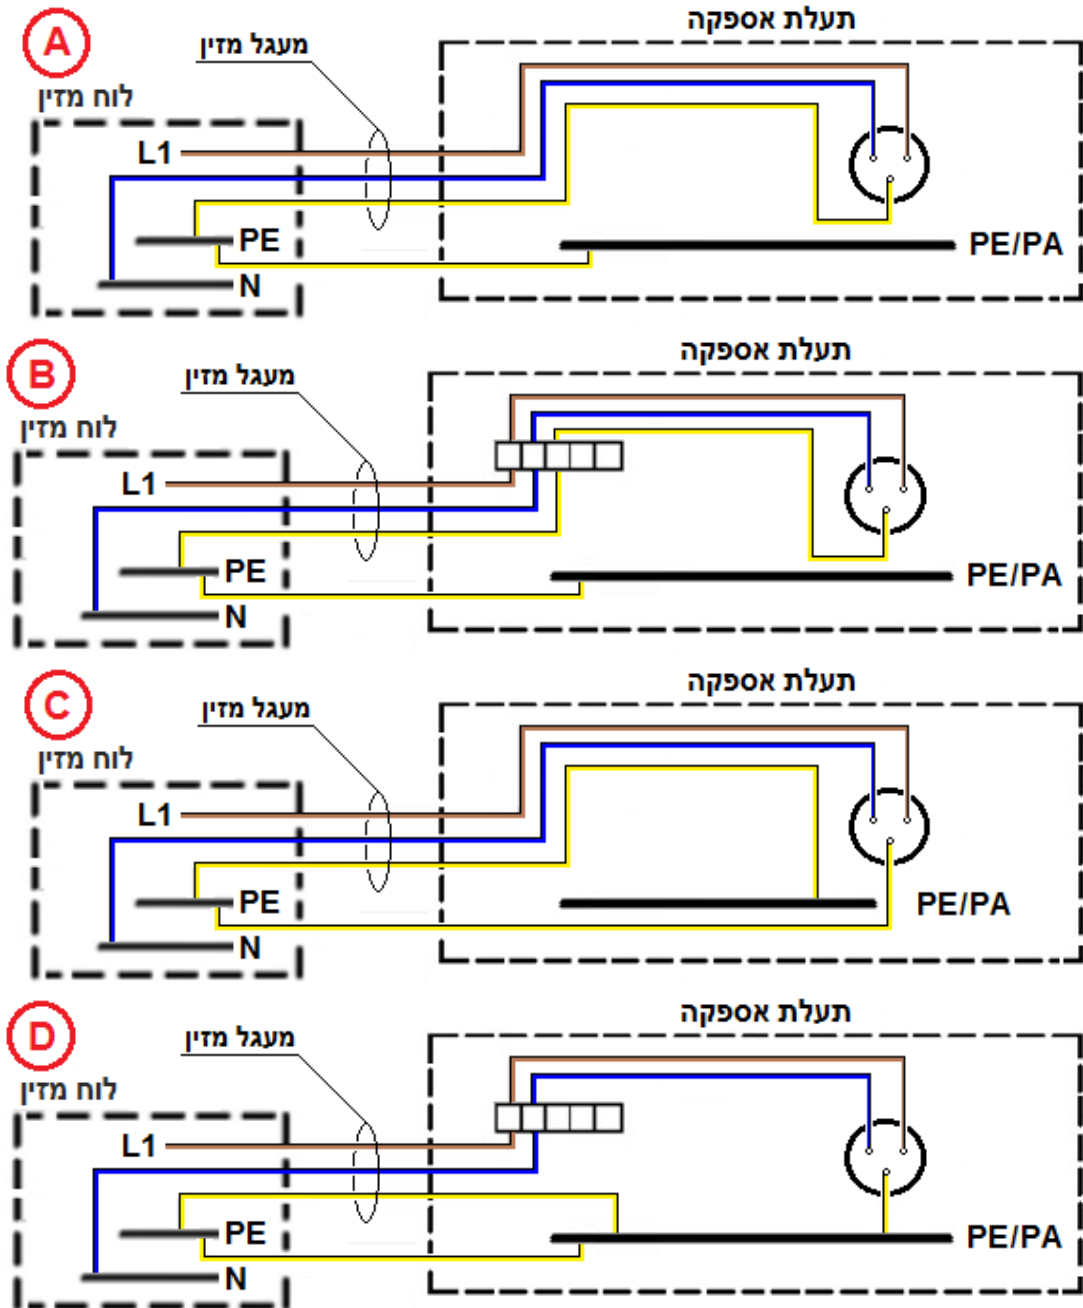 A
תעלת אספקה
מעגל מזין
לוח מזין
L1
PE
N
PE/PA
B
תעלת אספקה
מעגל מזין
לוח מזין
L1
PE
N
PE/PA
C
תעלת אספקה
מעגל מזין
לוח מזין
L1
PE
N
PE/PA
D
תעלת אספקה
מעגל מזין
לוח מזין
L1
PE
N
PE/PA